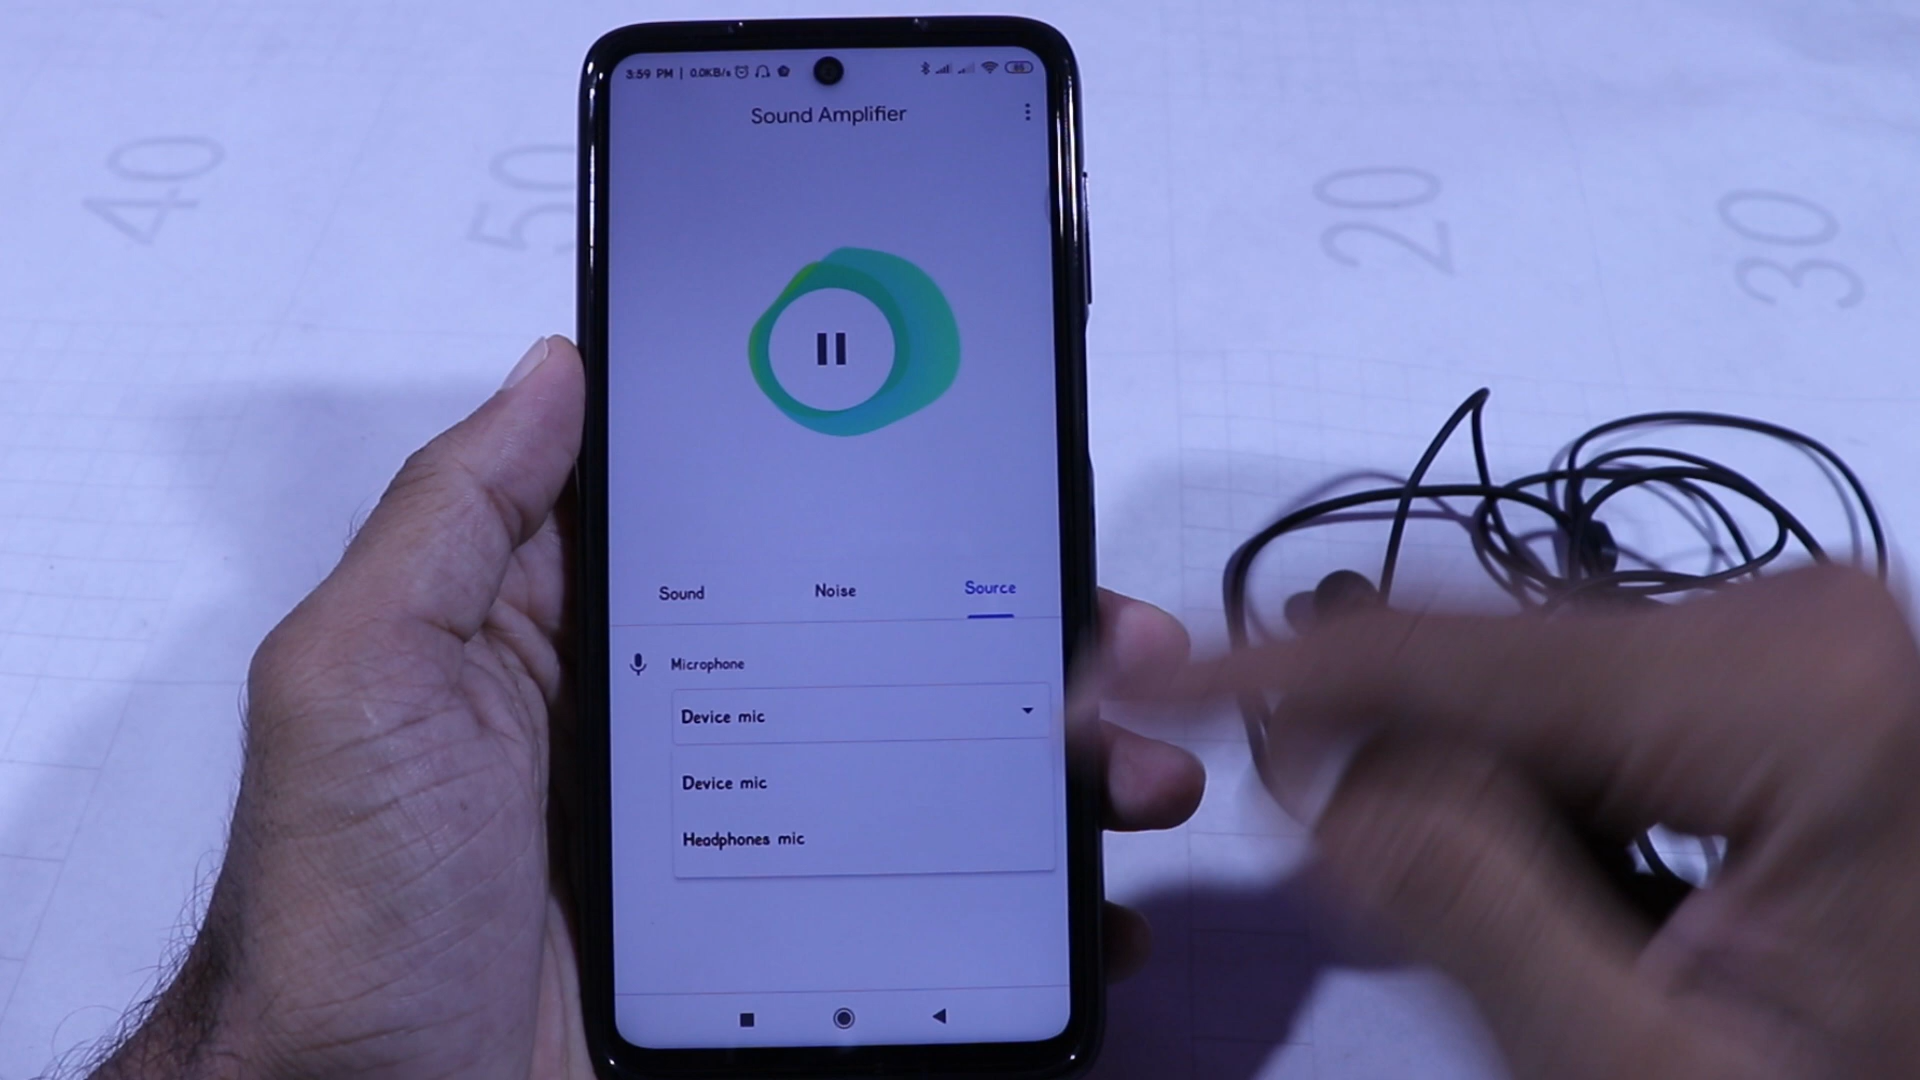 40
50
20
30
3:59 PM | 0.0KB/s
85
Sound Amplifier
Sound
Noise
Source
Microphone
Device mic
Device mic
Headphones mic